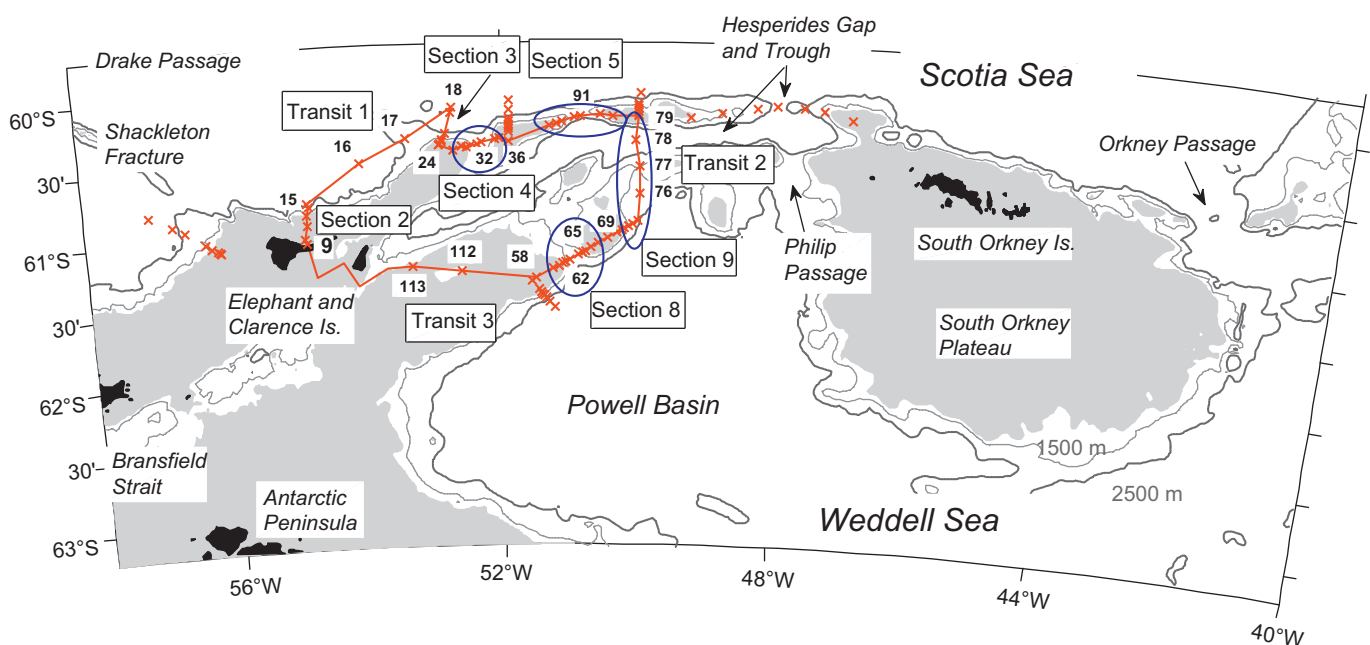 Hesperides Gap
and Trough
Section 3
Section 5
Drake Passage
Scotia Sea
18
91
Transit 1
60°S
17
79
Shackleton
Fracture
16
78
24
32
36
Transit 2
77
Orkney Passage
30'
Section 4
76
15
Section 2
69
65
South Orkney Is.
9
112
58
Philip
Passage
61°S
Section 9
62
113
Elephant and
Clarence Is.
Section 8
Transit 3
30'
South Orkney
Plateau
62°S
Powell Basin
1500 m
Bransfield
Strait
30'
2500 m
Antarctic
Peninsula
Weddell Sea
63°S
56°W
52°W
48°W
44°W
40°W